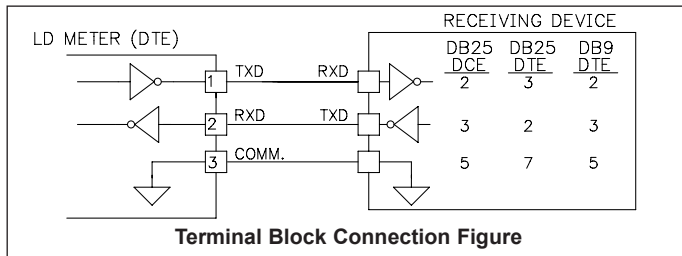 RECEIVING DEVICE
LD METER (DTE)
DB25 DB25 DB9
DCE DTE DTE
1 TXD RXD 2 3 2
2 RXD TXD 3 2 3
3 COMM. 5 7 5
Terminal Block Connection Figure